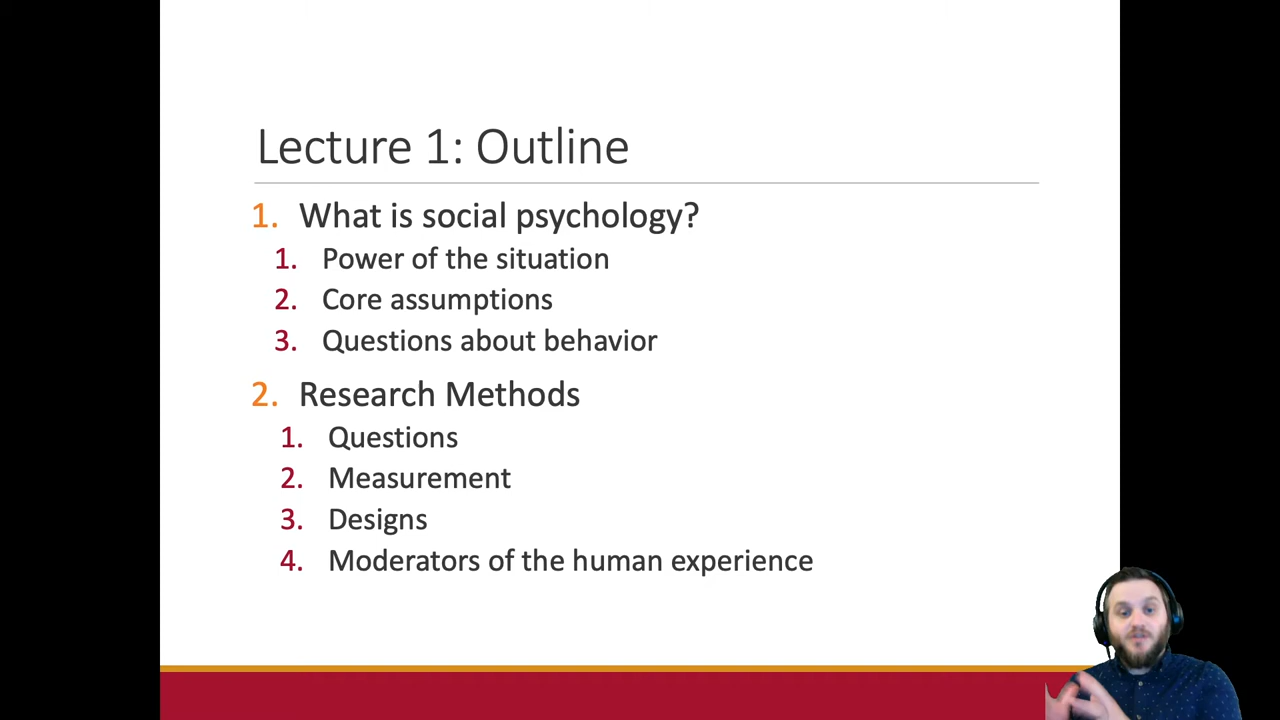 Lecture 1: Outline
1. What is social psychology?
1. Power of the situation
2. Core assumptions
3. Questions about behavior
2. Research Methods
1. Questions
2. Measurement
3. Designs
4. Moderators of the human experience